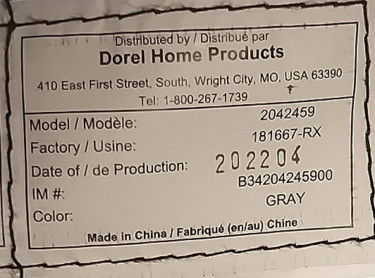 Distributed by / Distribué par
Dorel Home Products
410 East First Street, South, Wright City, MO, USA 63390
Tel: 1-800-267-1739
Model / Modèle: 2042459
Factory / Usine: 181667-RX
Date of / de Production: 202204
IM #: B34204245900
Color: GRAY
Made in China / Fabriqué (en/au) Chine